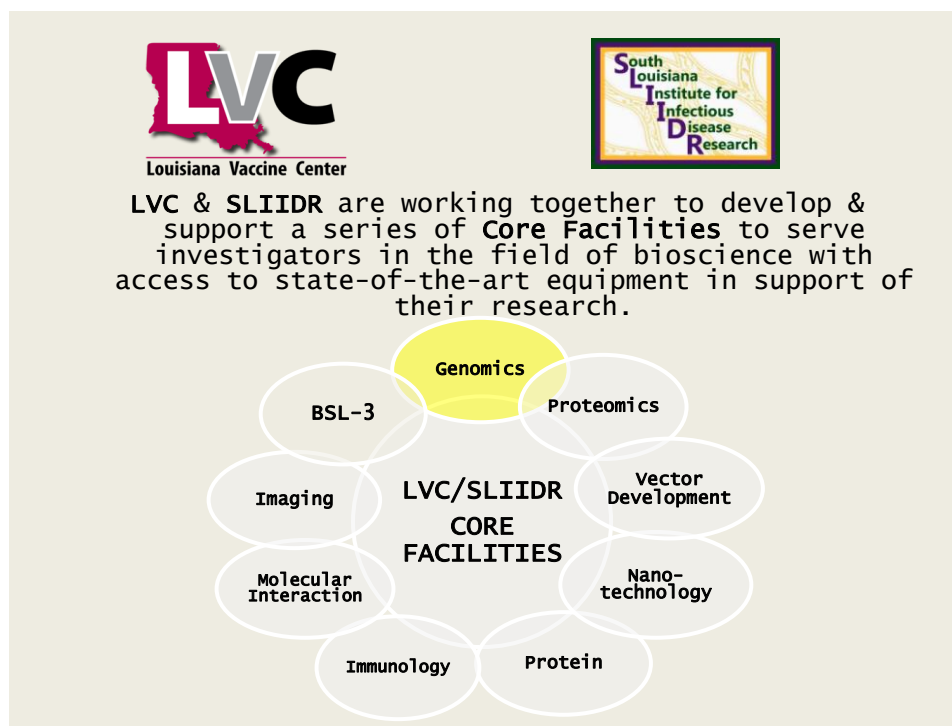 LVC
Louisiana Vaccine Center
South
Louisiana
Institute for
Infectious
Disease
Research
LVC & SLIIDR are working together to develop &
support a series of Core Facilities to serve
investigators in the field of bioscience with
access to state-of-the-art equipment in support of
their research.
Genomics
Proteomics
BSL-3
Vector
Development
Imaging
LVC/SLIIDR
CORE
FACILITIES
Nano-
technology
Molecular
Interaction
Protein
Immunology